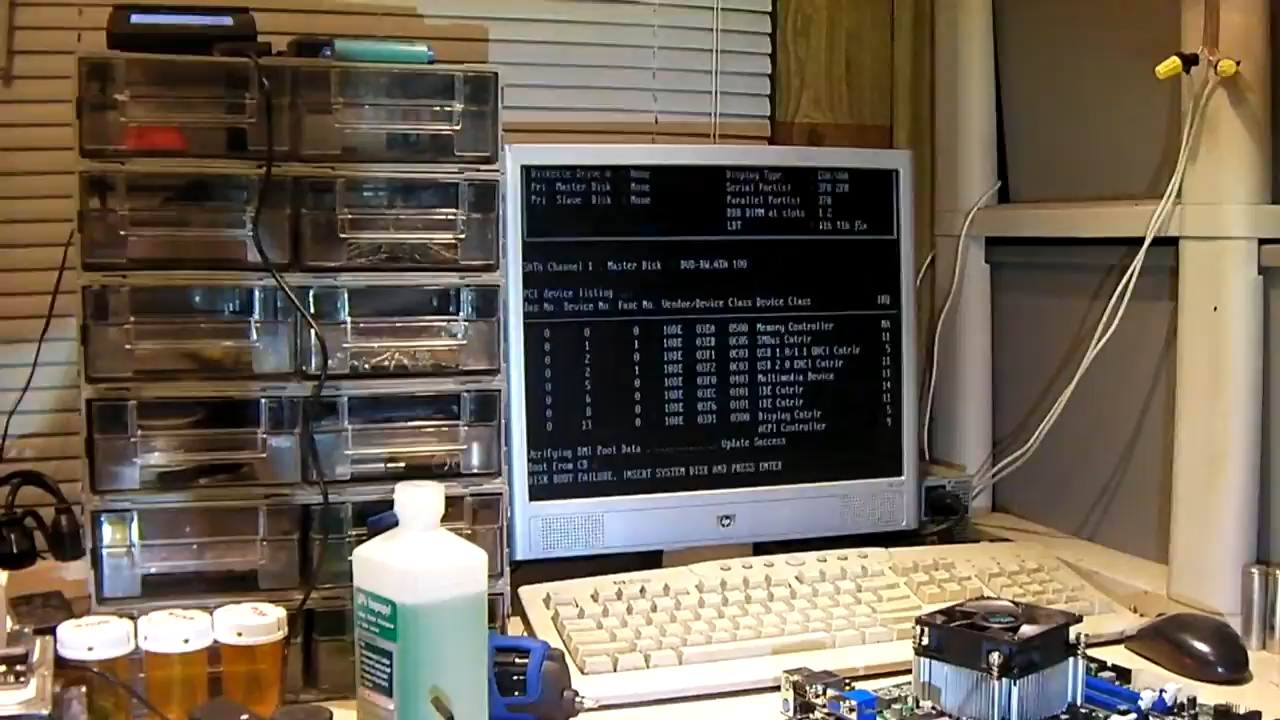 Diskette Drive A : None Display Type : EGA/VGA
Pri Master Disk : None Serial Port(s) : 3F8 2F8
Pri Slave Disk : None Parallel Port(s) : 378
DDR DIMM at slots : 1 2
SATA Channel 1 . Master Disk : DVD-RW,ATA 100
PCI device listing ...
Bus No. Device No. Func No. Vendor/Device Class Device Class IRQ
0 0 0 10DE 03EA 0500 Memory Controller NA
0 1 1 10DE 03EB 0C05 SMBus Cntrlr 11
0 2 0 10DE 03F1 0C03 USB 1.0/1.1 OHCI Cntrlr 5
0 2 1 10DE 03F2 0C03 USB 2.0 EHCI Cntrlr 11
0 5 0 10DE 03F0 0403 Multimedia Device 11
0 6 0 10DE 03EC 0101 IDE Cntrlr 14
0 8 0 10DE 03F6 0101 IDE Cntrlr 11
0 13 0 10DE 03D1 0300 Display Cntrlr 5
ACPI Controller 9
Verifying DMI Pool Data .............. Update Success
Boot from CD :
DISK BOOT FAILURE, INSERT SYSTEM DISK AND PRESS ENTER
hp